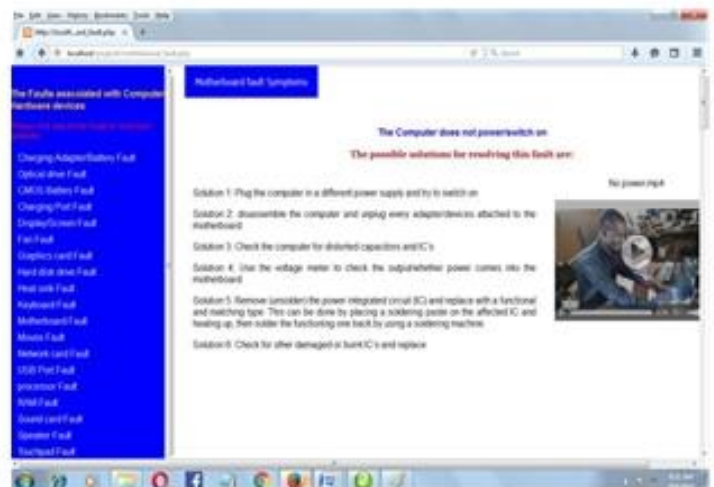 File Edit View History Bookmarks Tools Help
localhost
Search
The Faults associated with Computer
Hardware devices
Charging Adapter/Battery Fault
Optical drive Fault
CMOS Battery Fault
Charging Port Fault
Display/Screen Fault
Fan Fault
Graphics card Fault
Hard disk drive Fault
Heat sink Fault
Keyboard Fault
Motherboard Fault
Mouse Fault
Network card Fault
USB Port Fault
processor Fault
RAM Fault
Sound card Fault
Speaker Fault
Touchpad Fault
Motherboard fault Symptoms
The Computer does not power/switch on
The possible solutions for resolving this fault are:
No power.mp4
Solution 1: Plug the computer in a different power supply and try to switch on
Solution 2: disassemble the computer and unplug every adapter/devices attached to the
motherboard
Solution 3: Check the computer for distorted capacitors and IC's
Solution 4: Use the voltage meter to check the output/whether power comes into the
motherboard
Solution 5: Remove (unsolder) the power integrated circuit (IC) and replace with a functional
and matching type. This can be done by placing a soldering paste on the affected IC and
heating up, then solder the functioning one back by using a soldering machine.
Solution 6: Check for other damaged or burnt IC's and replace